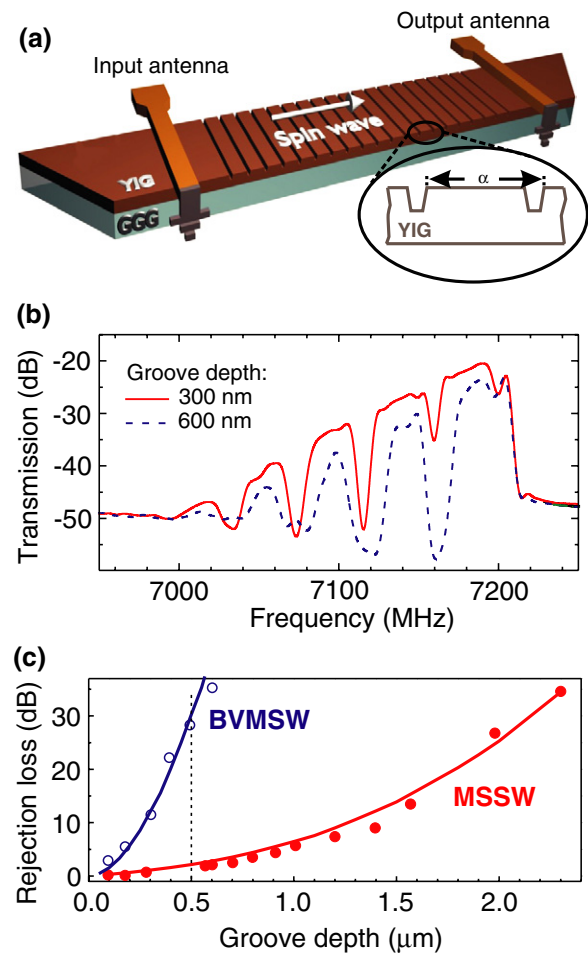 (a)
Output antenna
Input antenna
Spin wave
YIG
GGG
α
YIG
(b)
Transmission (dB)
-20
-30
-40
-50
Groove depth:
300 nm
600 nm
7000
7100
7200
Frequency (MHz)
(c)
Rejection loss (dB)
30
20
10
0
BVMSW
MSSW
0.0
0.5
1.0
1.5
2.0
Groove depth (μm)